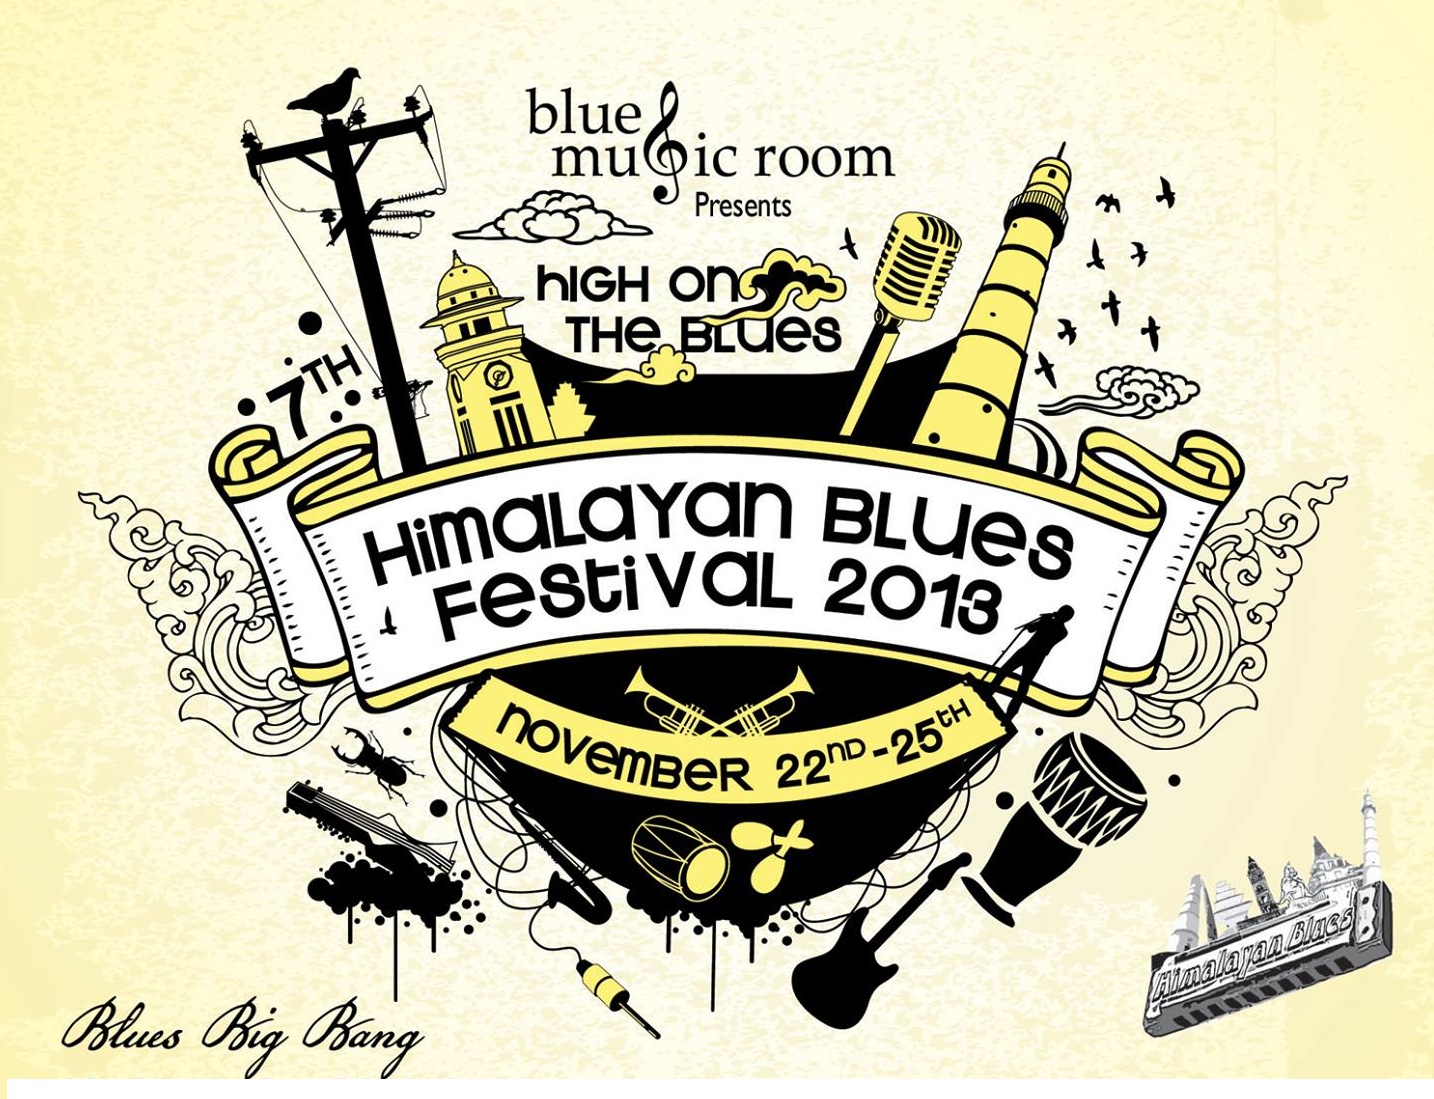 blue
music room
Presents
HIGH ON
THE BLUES
7TH
Himalayan Blues
Festival 2013
November 22ND-25TH
Himalayan Blues
Blues Big Bang